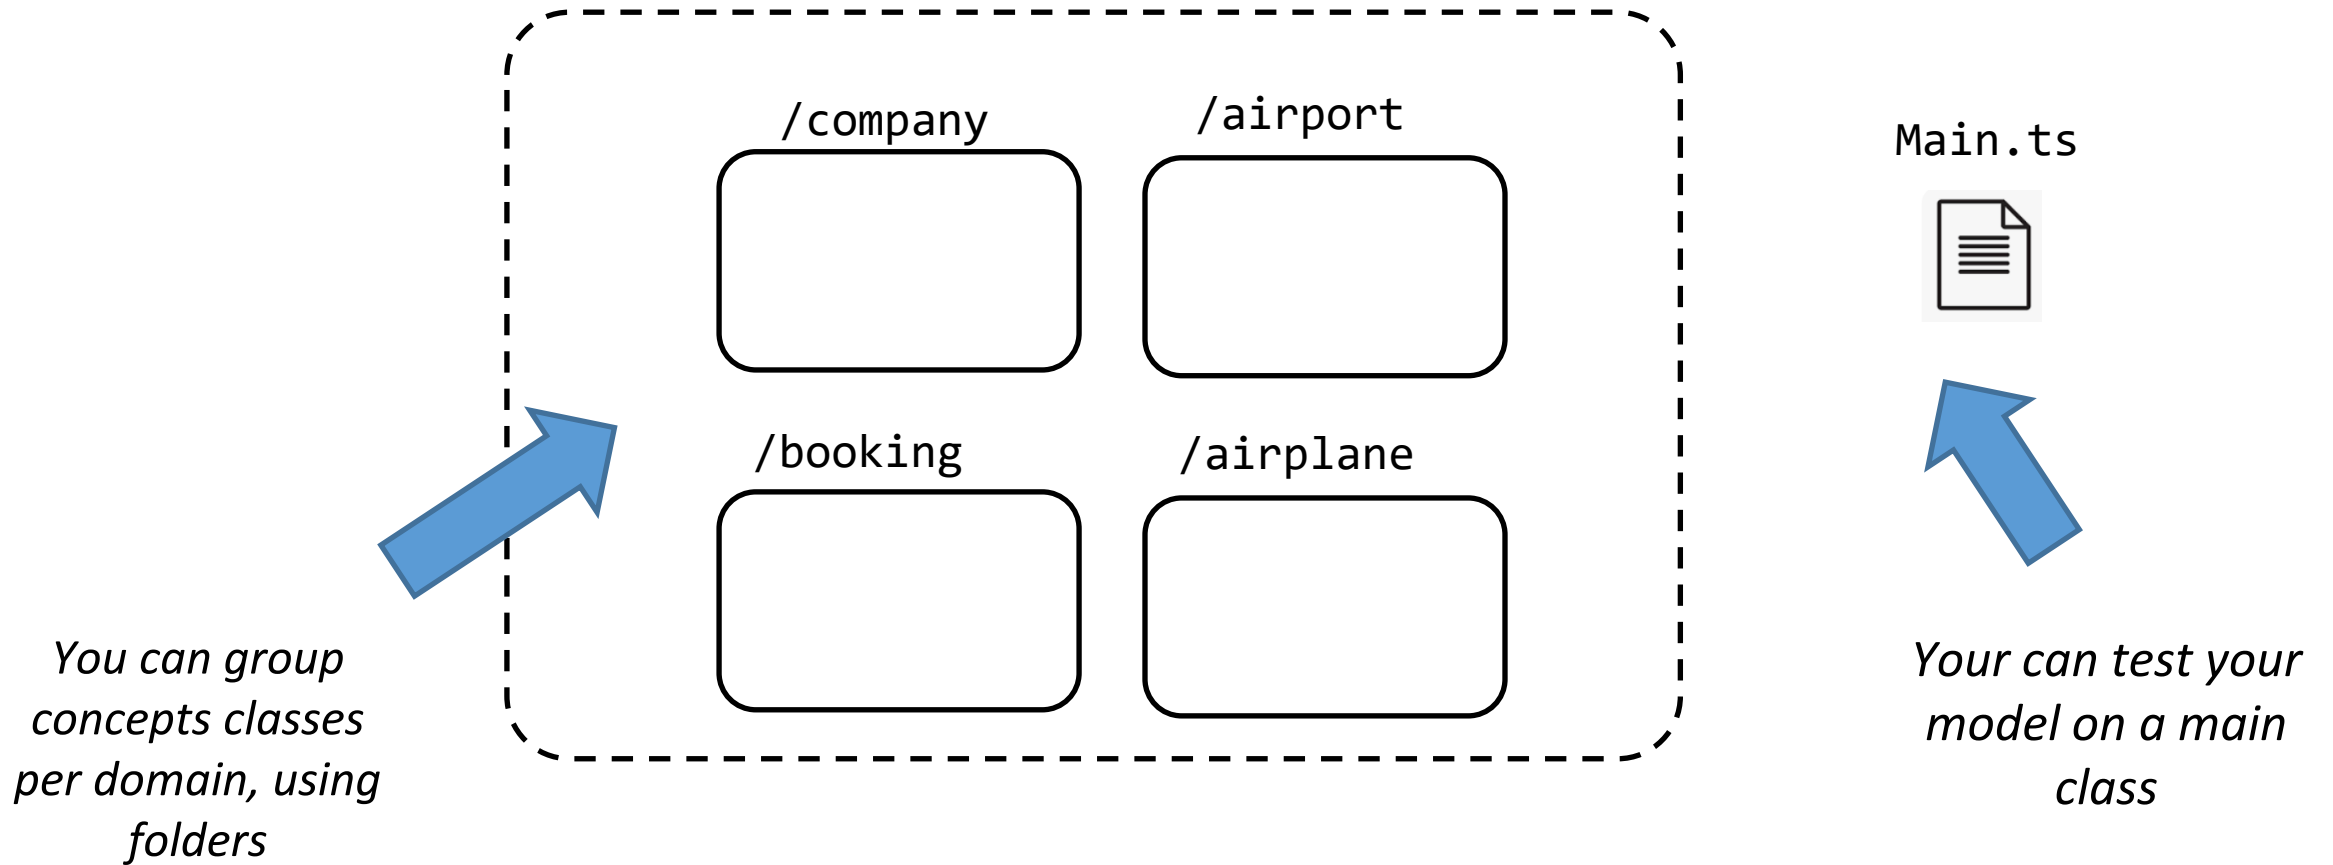 /company
/airport
Main.ts
/booking
/airplane
You can group
concepts classes
per domain, using
folders
Your can test your
model on a main
class